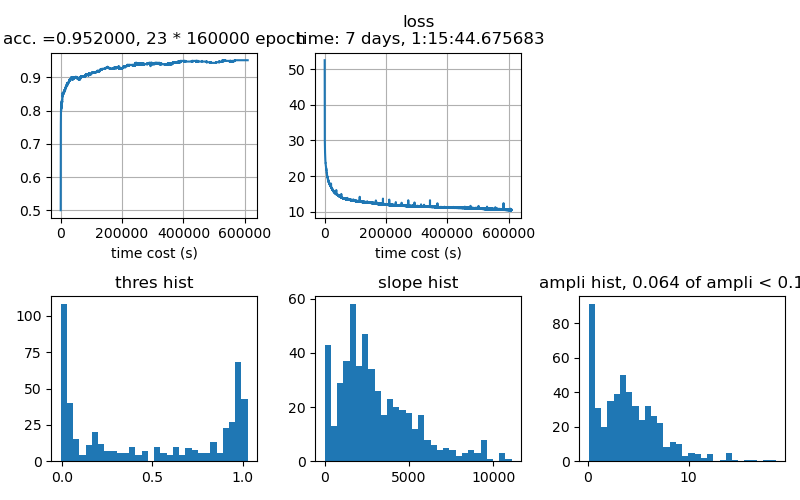 loss
acc. =0.952000, 23 * 160000 epoch
time: 7 days, 1:15:44.675683
0.9
0.8
0.7
0.6
0.5
0 200000 400000 600000
time cost (s)
50
40
30
20
10
0 200000 400000 600000
time cost (s)
thres hist
100
75
50
25
0
0.0 0.5 1.0
slope hist
60
40
20
0
0 5000 10000
ampli hist, 0.064 of ampli < 0.1
80
60
40
20
0
0 10